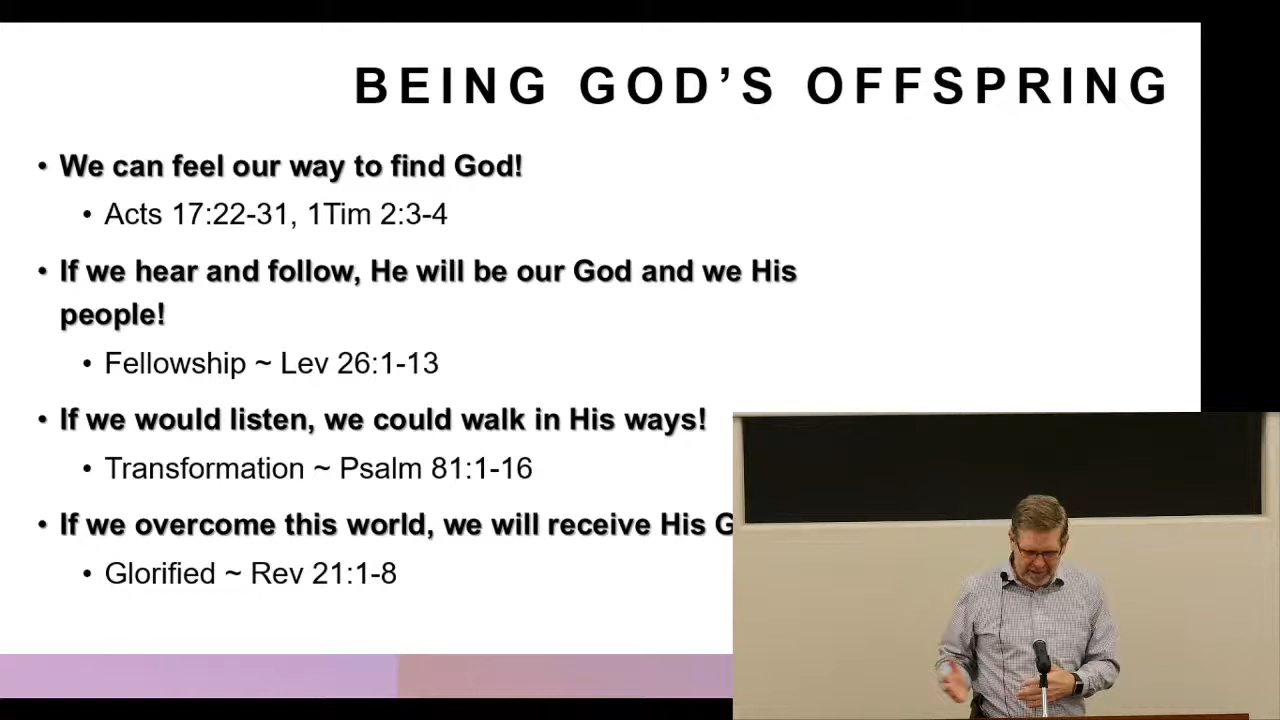 BEING GOD’S OFFSPRING
• We can feel our way to find God!
• Acts 17:22-31, 1Tim 2:3-4
• If we hear and follow, He will be our God and we His
people!
• Fellowship ~ Lev 26:1-13
• If we would listen, we could walk in His ways!
• Transformation ~ Psalm 81:1-16
• If we overcome this world, we will receive His
• Glorified ~ Rev 21:1-8